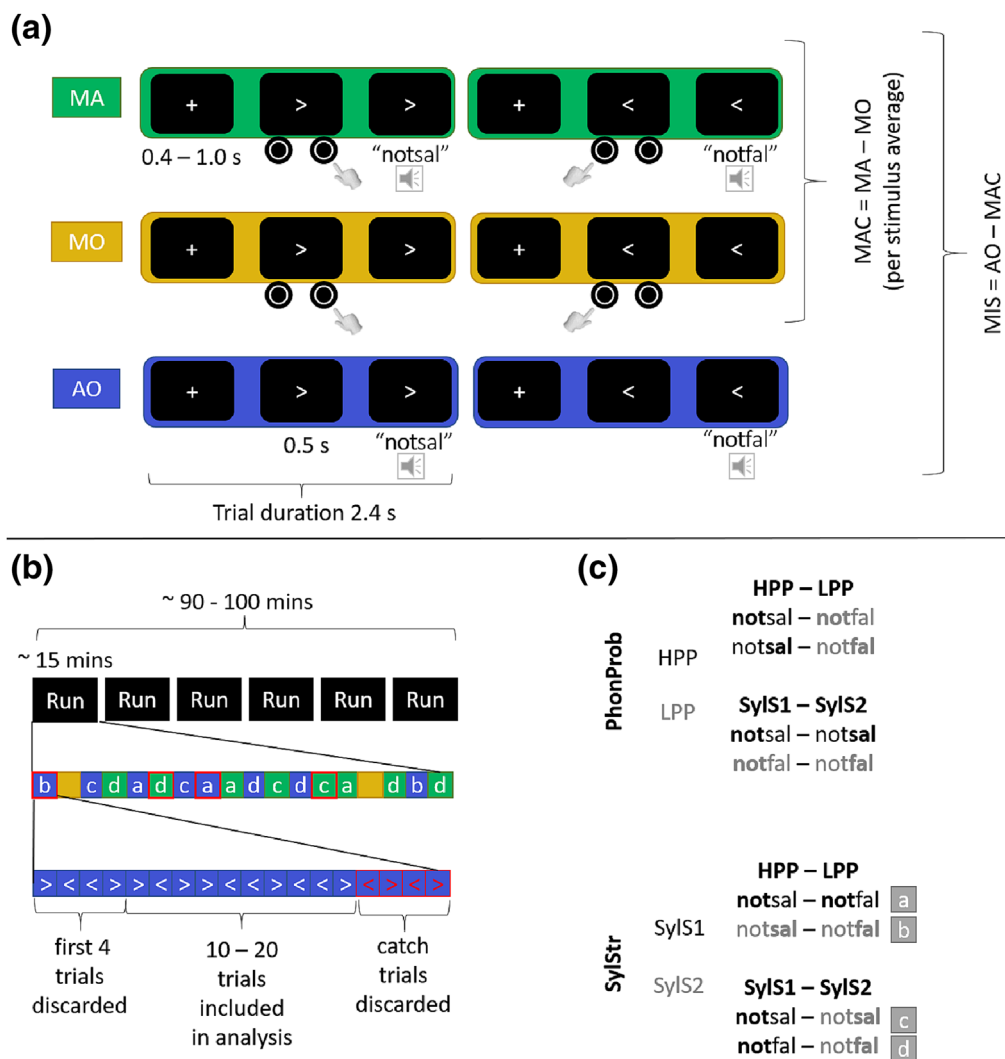 (a)
MA
+ > > + < <
0.4 – 1.0 s
“notsal”
“notfal”
MO
+ > > + < <
AO
+ > > + < <
0.5 s
“notsal”
“notfal”
Trial duration 2.4 s
MAC = MA – MO
(per stimulus average)
MIS = AO – MAC
(b)
~ 90 - 100 mins
~ 15 mins
Run Run Run Run Run Run
b c d a d c a a d c d c a d b d
> < < > > < > > < > < < < > < > < > < >
first 4
trials
discarded
10 – 20
trials
included
in analysis
catch
trials
discarded
(c)
PhonProb
HPP
LPP
HPP – LPP
notsal – notfal
notsal – notfal
SylS1 – SylS2
notsal – notsal
notfal – notfal
SylStr
SylS1
SylS2
HPP – LPP
notsal – notfal a
notsal – notfal b
SylS1 – SylS2
notsal – notsal c
notfal – notfal d